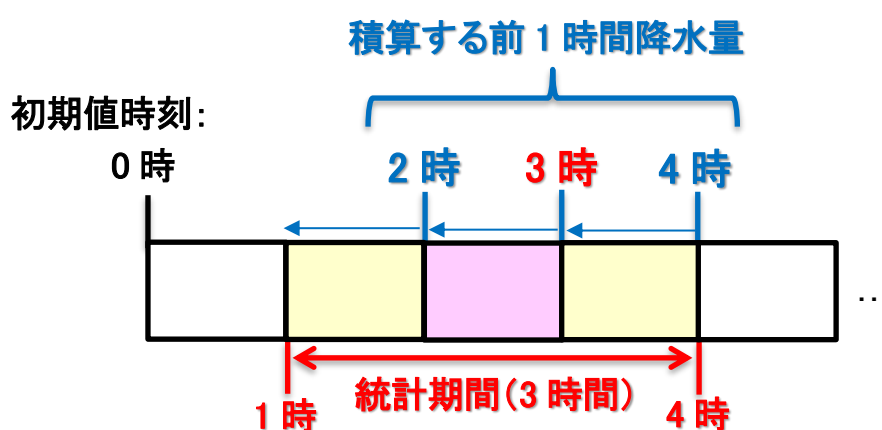 積算する前1時間降水量
初期値時刻:
0時
2時
3時
4時
‥
統計期間(3時間)
1時
4時